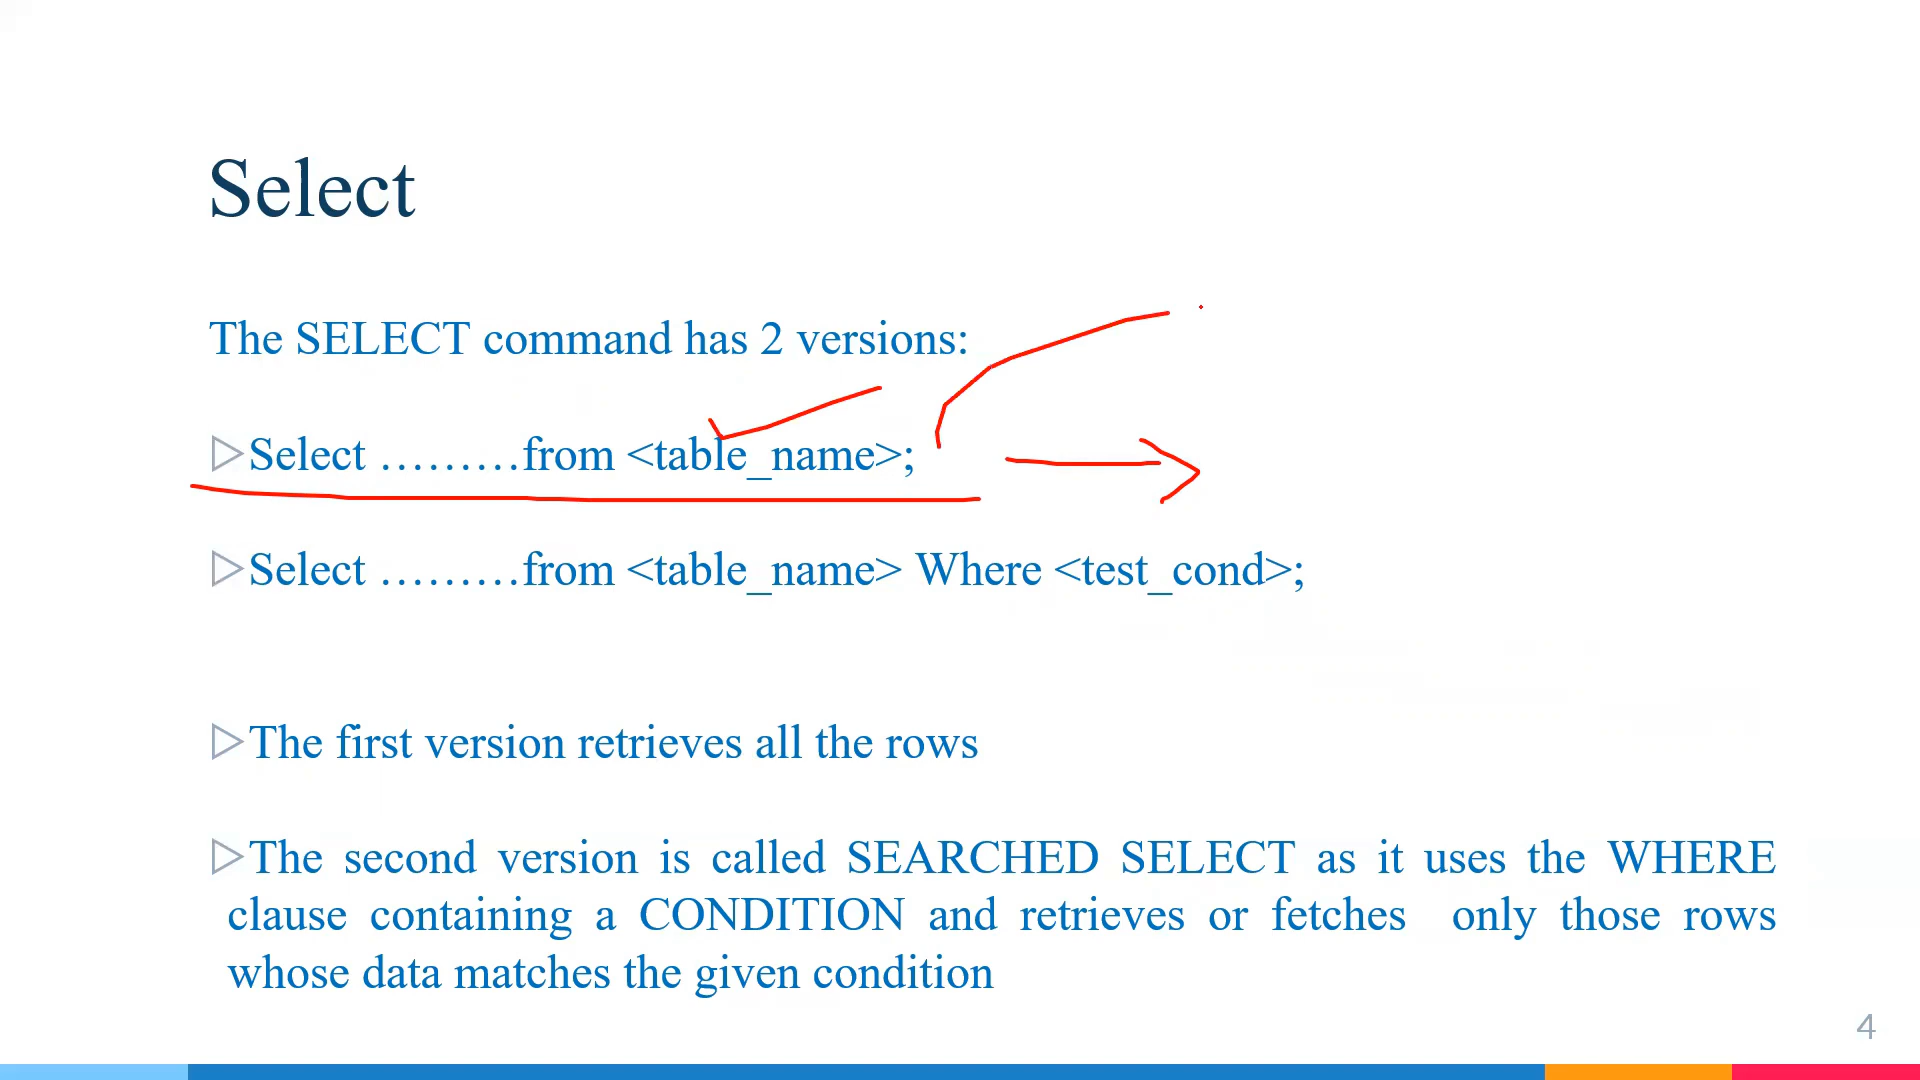 Select
The SELECT command has 2 versions:
Select ………from <table_name>;
Select ………from <table_name> Where <test_cond>;
The first version retrieves all the rows
The second version is called SEARCHED SELECT as it uses the WHERE
clause containing a CONDITION and retrieves or fetches only those rows
whose data matches the given condition
4